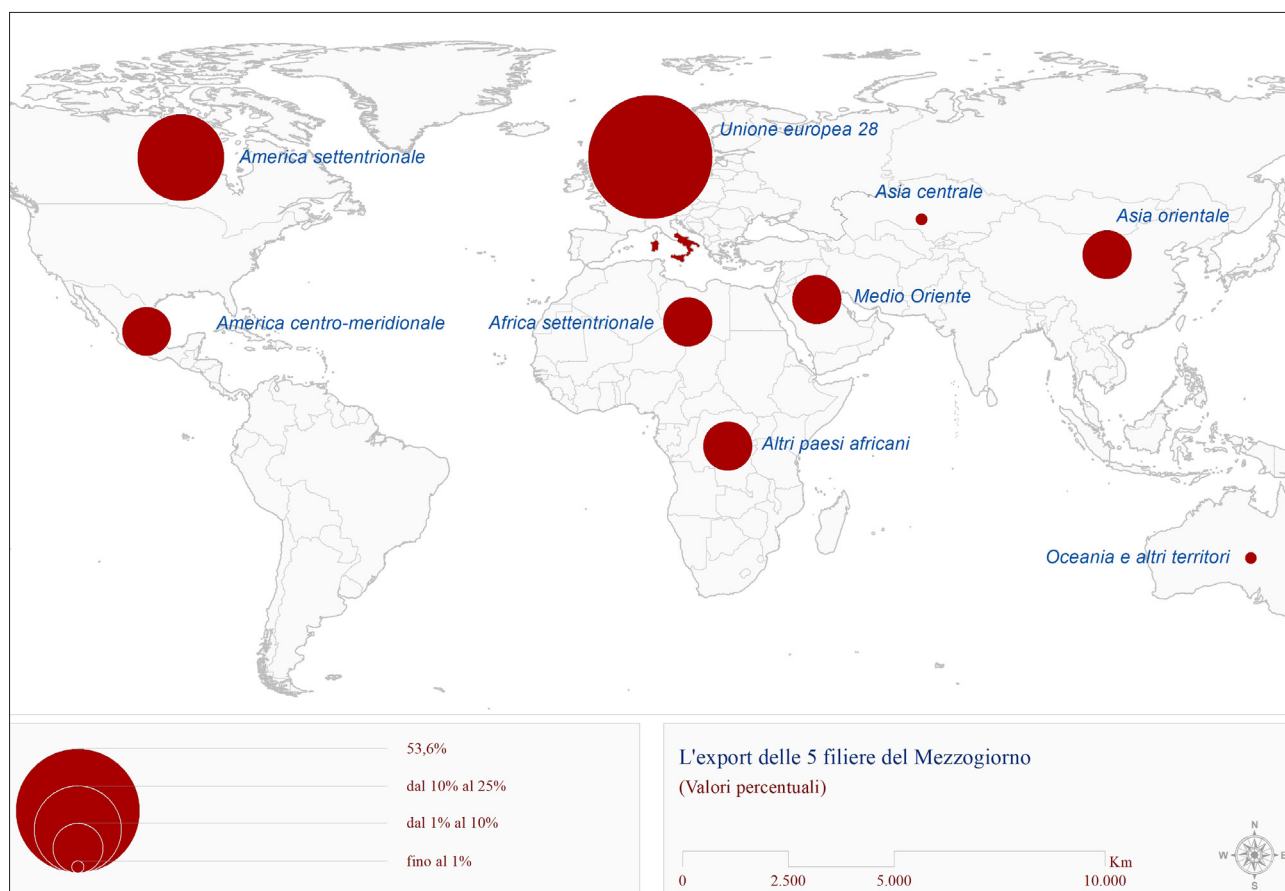 Unione europea 28
America settentrionale
Asia centrale
Asia orientale
Medio Oriente
America centro-meridionale
Africa settentrionale
Altri paesi africani
Oceania e altri territori
53,6%
dal 10% al 25%
dal 1% al 10%
fino al 1%
L'export delle 5 filiere del Mezzogiorno
(Valori percentuali)
Km
0 2.500 5.000 10.000
N
W E
S